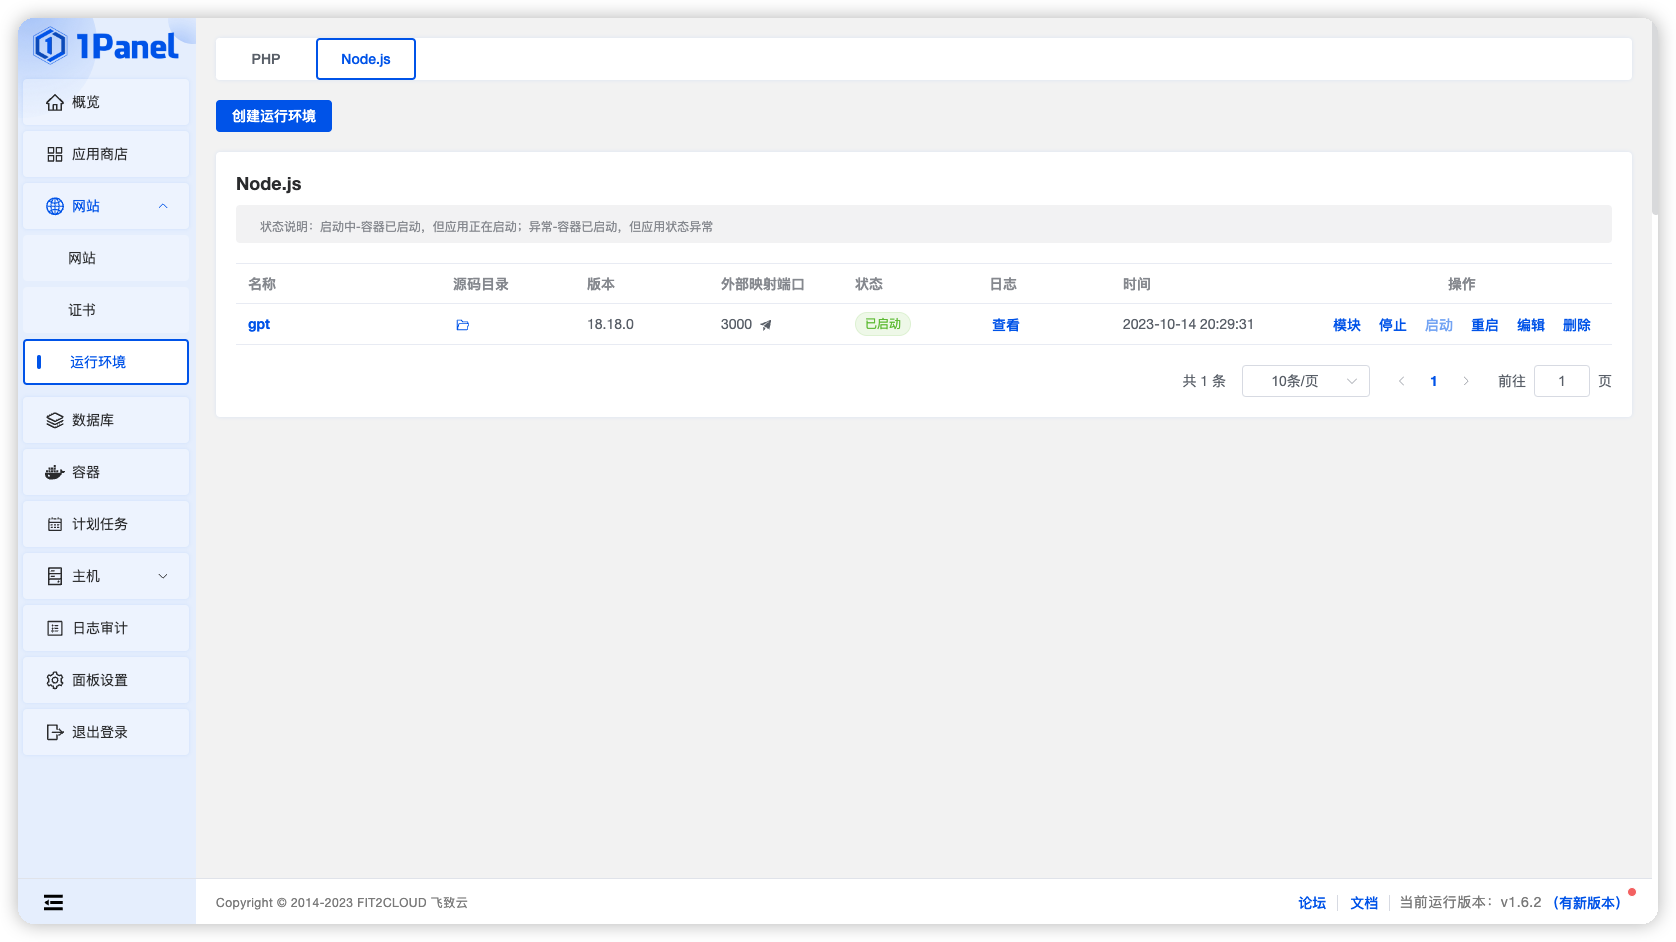 1Panel
概览
应用商店
网站
网站
证书
运行环境
数据库
容器
计划任务
主机
日志审计
面板设置
退出登录
PHP
Node.js
创建运行环境
Node.js
状态说明：启动中-容器已启动，但应用正在启动；异常-容器已启动，但应用状态异常
名称 源码目录 版本 外部映射端口 状态 日志 时间 操作
gpt 18.18.0 3000 已启动 查看 2023-10-14 20:29:31 模块 停止 启动 重启 编辑 删除
共 1 条 10条/页 1 前往 1 页
Copyright © 2014-2023 FIT2CLOUD 飞致云
论坛 文档 当前运行版本：v1.6.2 (有新版本)